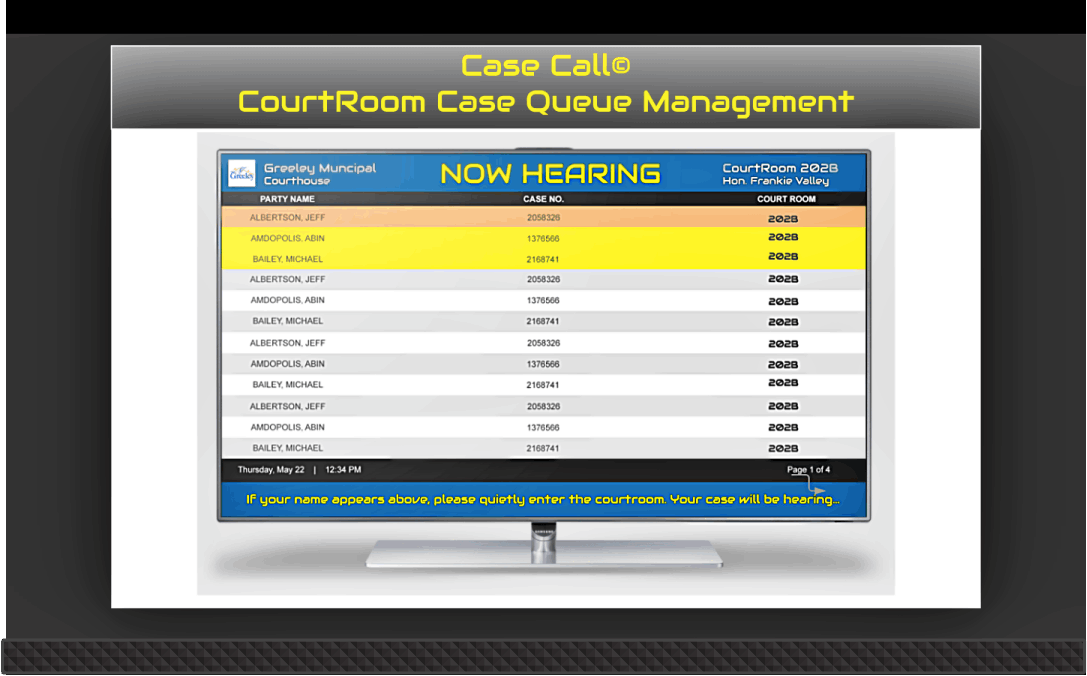 Case Call©
CourtRoom Case Queue Management
Greeley
Greeley Muncipal
Courthouse
NOW HEARING
CourtRoom 202B
Hon. Frankie Valley
PARTY NAME CASE NO. COURT ROOM
ALBERTSON, JEFF 2058326 202B
AMDOPOLIS, ABIN 1376566 202B
BAILEY, MICHAEL 2168741 202B
ALBERTSON, JEFF 2058326 202B
AMDOPOLIS, ABIN 1376566 202B
BAILEY, MICHAEL 2168741 202B
ALBERTSON, JEFF 2058326 202B
AMDOPOLIS, ABIN 1376566 202B
BAILEY, MICHAEL 2168741 202B
ALBERTSON, JEFF 2058326 202B
AMDOPOLIS, ABIN 1376566 202B
BAILEY, MICHAEL 2168741 202B
Thursday, May 22 | 12:34 PM Page 1 of 4
If your name appears above, please quietly enter the courtroom. Your case will be hearing...
SAMSUNG